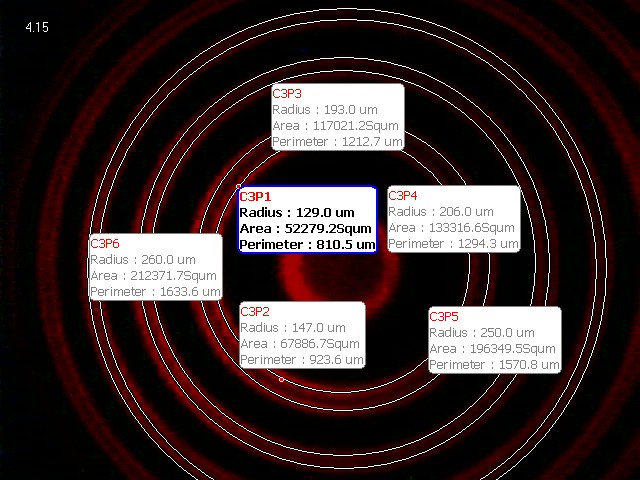 4.15
C3P3
Radius : 193.0 um
Area : 117021.2Squm
Perimeter : 1212.7 um
C3P1
Radius : 129.0 um
Area : 52279.2Squm
Perimeter : 810.5 um
C3P4
Radius : 206.0 um
Area : 133316.6Squm
Perimeter : 1294.3 um
C3P6
Radius : 260.0 um
Area : 212371.7Squm
Perimeter : 1633.6 um
C3P2
Radius : 147.0 um
Area : 67886.7Squm
Perimeter : 923.6 um
C3P5
Radius : 250.0 um
Area : 196349.5Squm
Perimeter : 1570.8 um